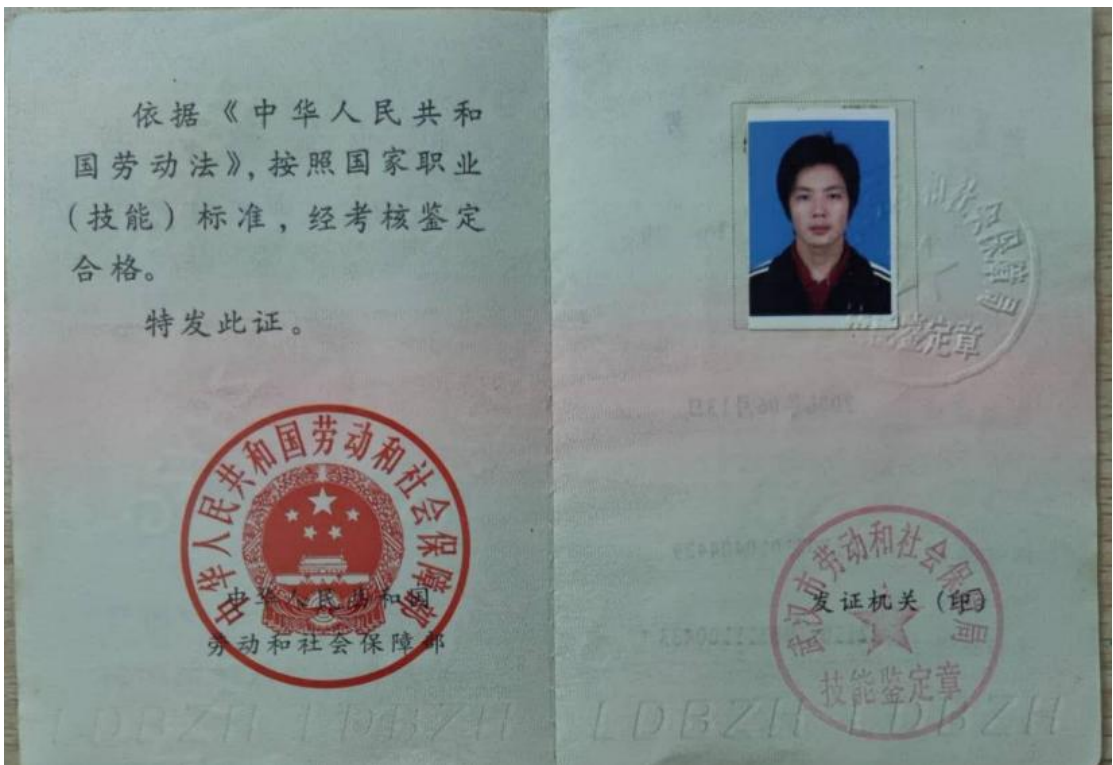 依据《中华人民共和
国劳动法》，按照国家职业
（技能）标准，经考核鉴定
合格。
特发此证。
中华人民共和国劳动和社会保障部
中华人民共和国
劳动和社会保障部
武汉市劳动和社会保障局
发证机关（印）
技能鉴定章
LDBZH LDBZH
LDBZH LDBZH